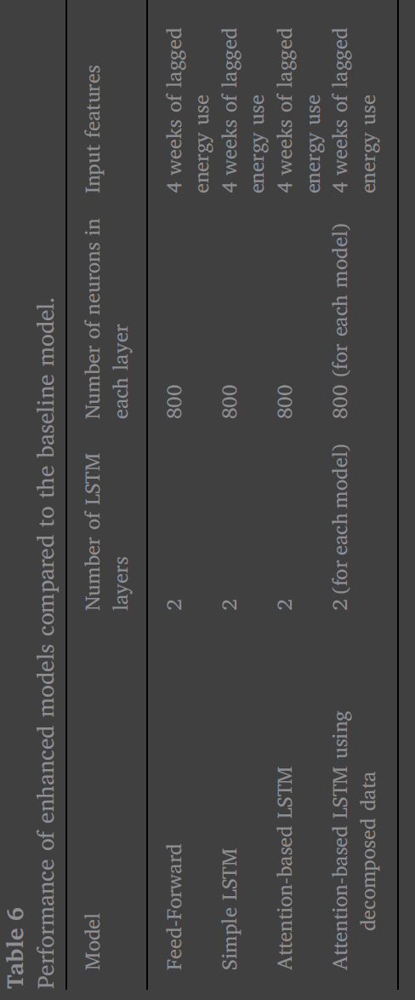 Table 6
Performance of enhanced models compared to the baseline model.
Model Number of LSTM layers Number of neurons in each layer Input features
Feed-Forward 2 800 4 weeks of lagged energy use
Simple LSTM 2 800 4 weeks of lagged energy use
Attention-based LSTM 2 800 4 weeks of lagged energy use
Attention-based LSTM using decomposed data 2 (for each model) 800 (for each model) 4 weeks of lagged energy use